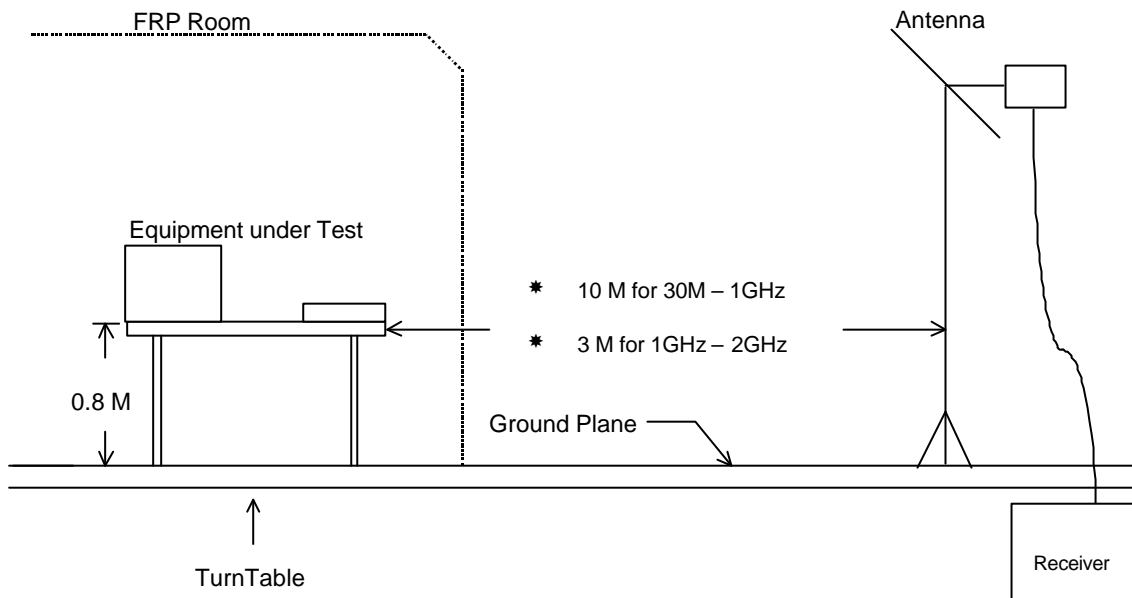 FRP Room
Antenna
Equipment under Test
10 M for 30M – 1GHz
3 M for 1GHz – 2GHz
0.8 M
Ground Plane
TurnTable
Receiver